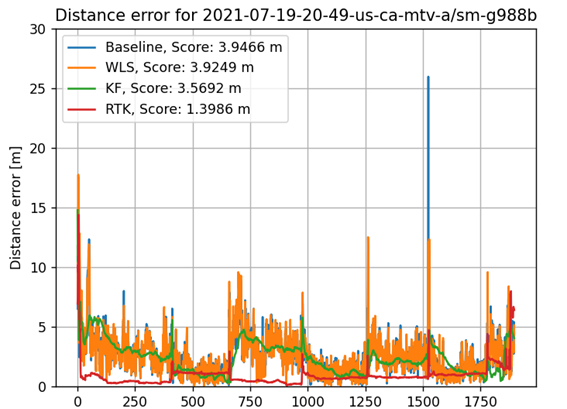 Distance error for 2021-07-19-20-49-us-ca-mtv-a/sm-g988b
Baseline, Score: 3.9466 m
WLS, Score: 3.9249 m
KF, Score: 3.5692 m
RTK, Score: 1.3986 m
Distance error [m]
30
25
20
15
10
5
0
0 250 500 750 1000 1250 1500 1750